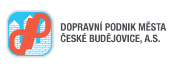 DOPRAVNÍ PODNIK MĚSTA
ČESKÉ BUDĚJOVICE, A.S.